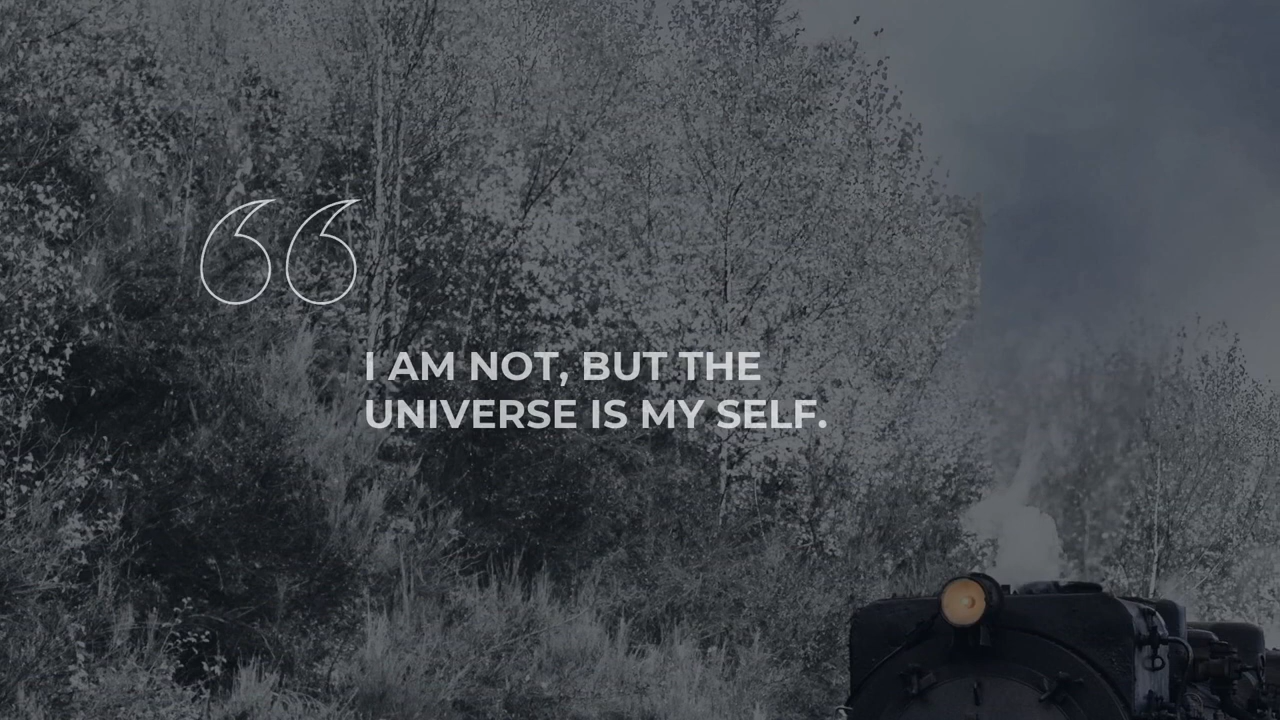 “
I AM NOT, BUT THE
UNIVERSE IS MY SELF.